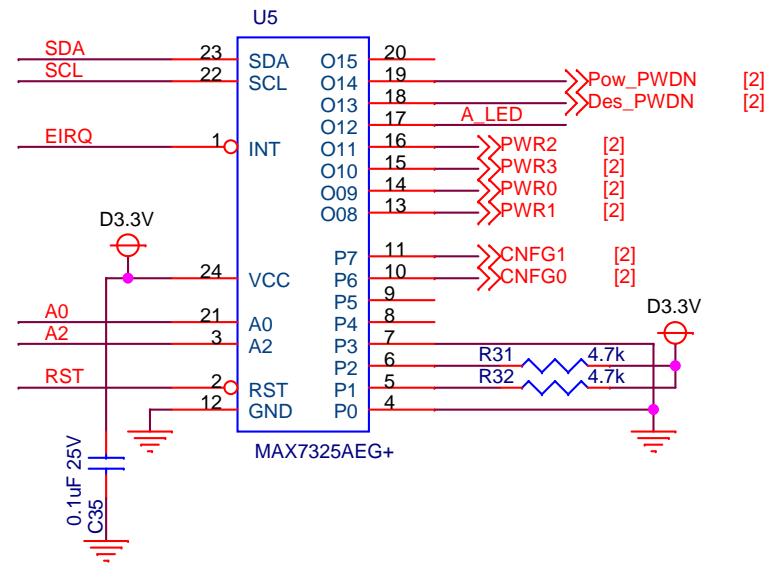 U5
SDA 23 SDA O15 20
SCL 22 SCL O14 19 Pow_PWDN [2]
O13 18 Des_PWDN [2]
O12 17 A_LED
EIRQ 1 INT O11 16 PWR2 [2]
O10 15 PWR3 [2]
O09 14 PWR0 [2]
O08 13 PWR1 [2]
D3.3V
P7 11 CNFG1 [2]
24 VCC P6 10 CNFG0 [2]
P5 9
D3.3V
A0 21 A0 P4 8
A2 3 A2 P3 7
P2 6 R31 4.7k
RST 2 RST P1 5 R32 4.7k
12 GND P0 4
MAX7325AEG+
0.1uF 25V
C35